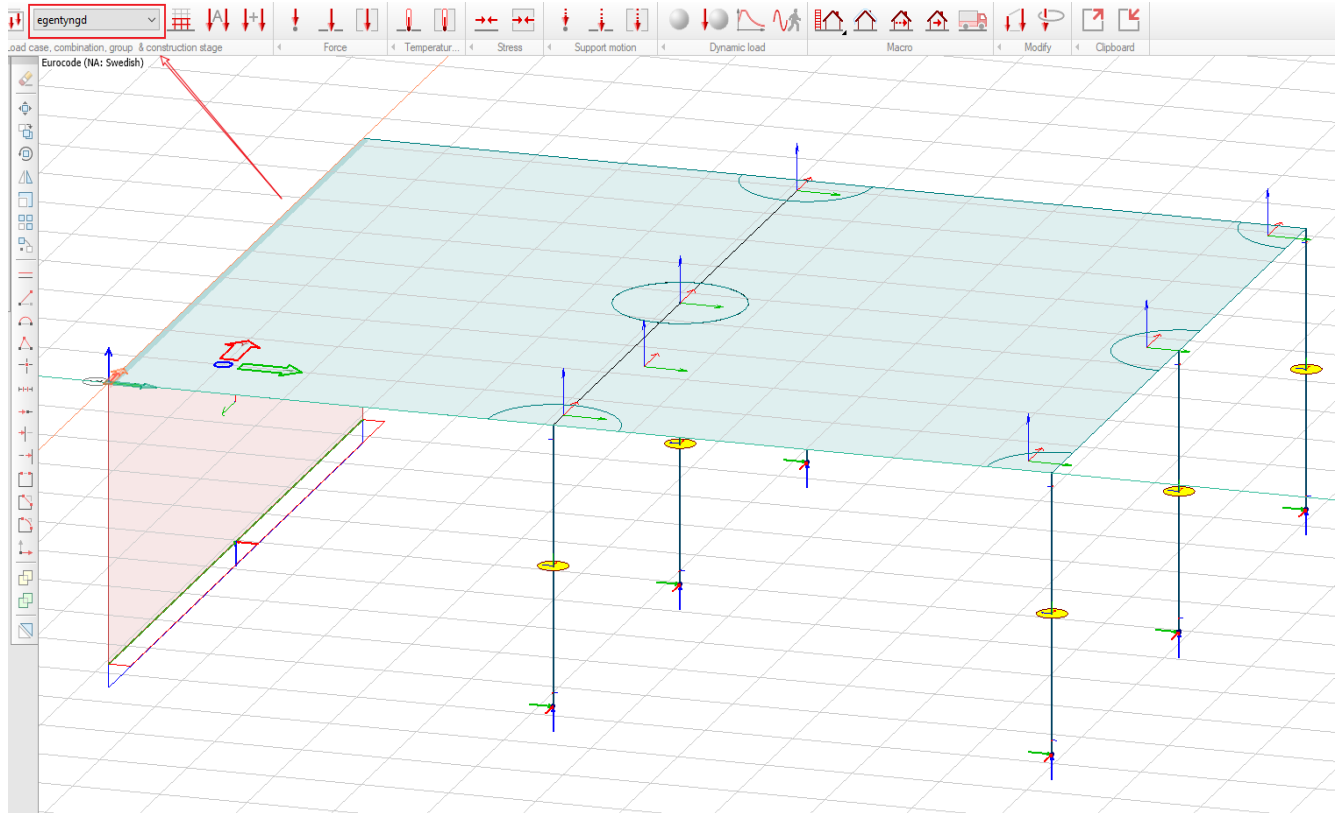 egentyngd
Load case, combination, group & construction stage
Force
Temperatur...
Stress
Support motion
Dynamic load
Macro
Modify
Clipboard
Eurocode (NA: Swedish)